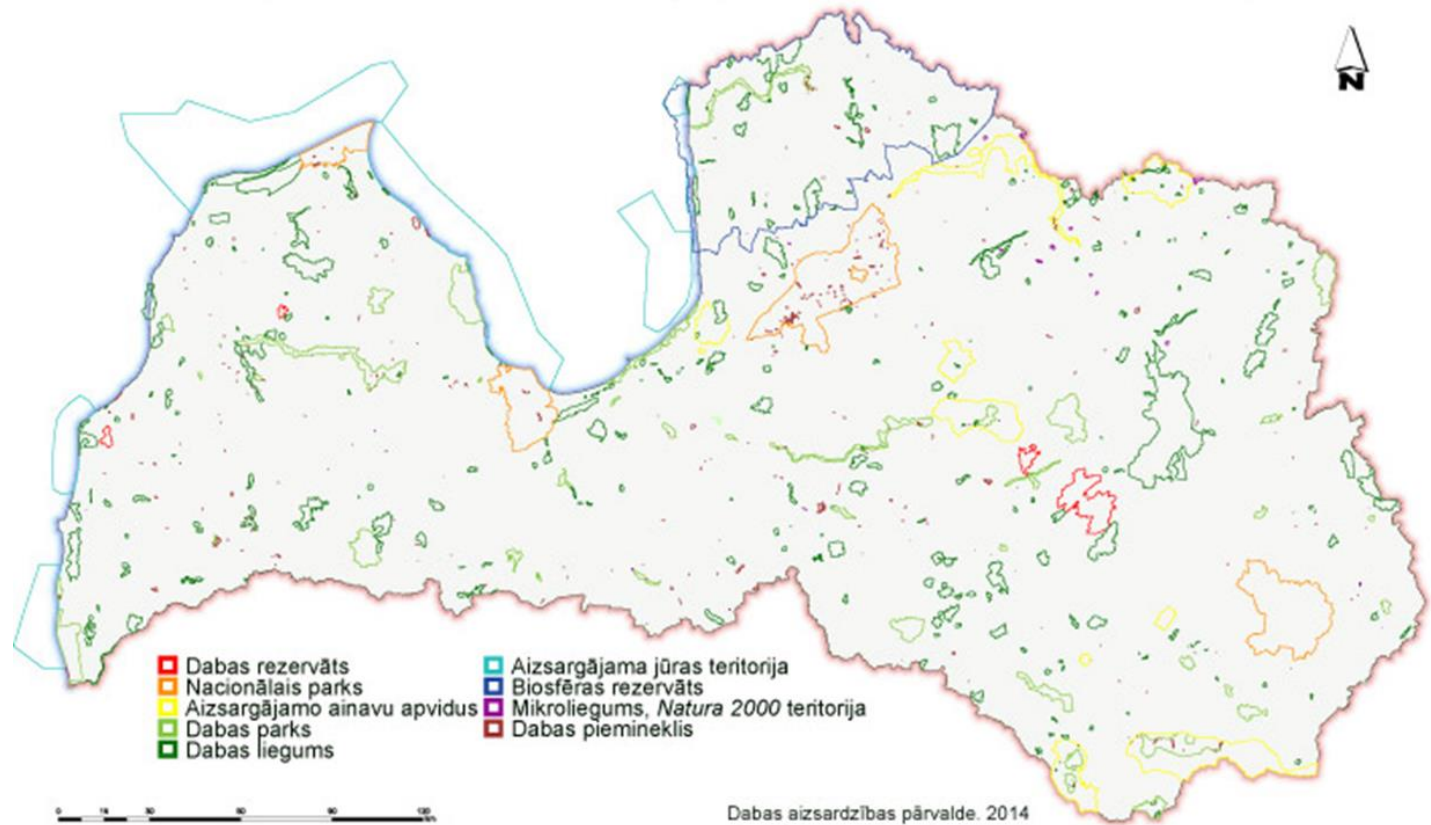 N
Dabas rezervāts
Nacionālais parks
Aizsargājamo ainavu apvidus
Dabas parks
Dabas liegums
Aizsargājama jūras teritorija
Biosfēras rezervāts
Mikroliegums, Natura 2000 teritorija
Dabas piemineklis
Dabas aizsardzības pārvalde. 2014